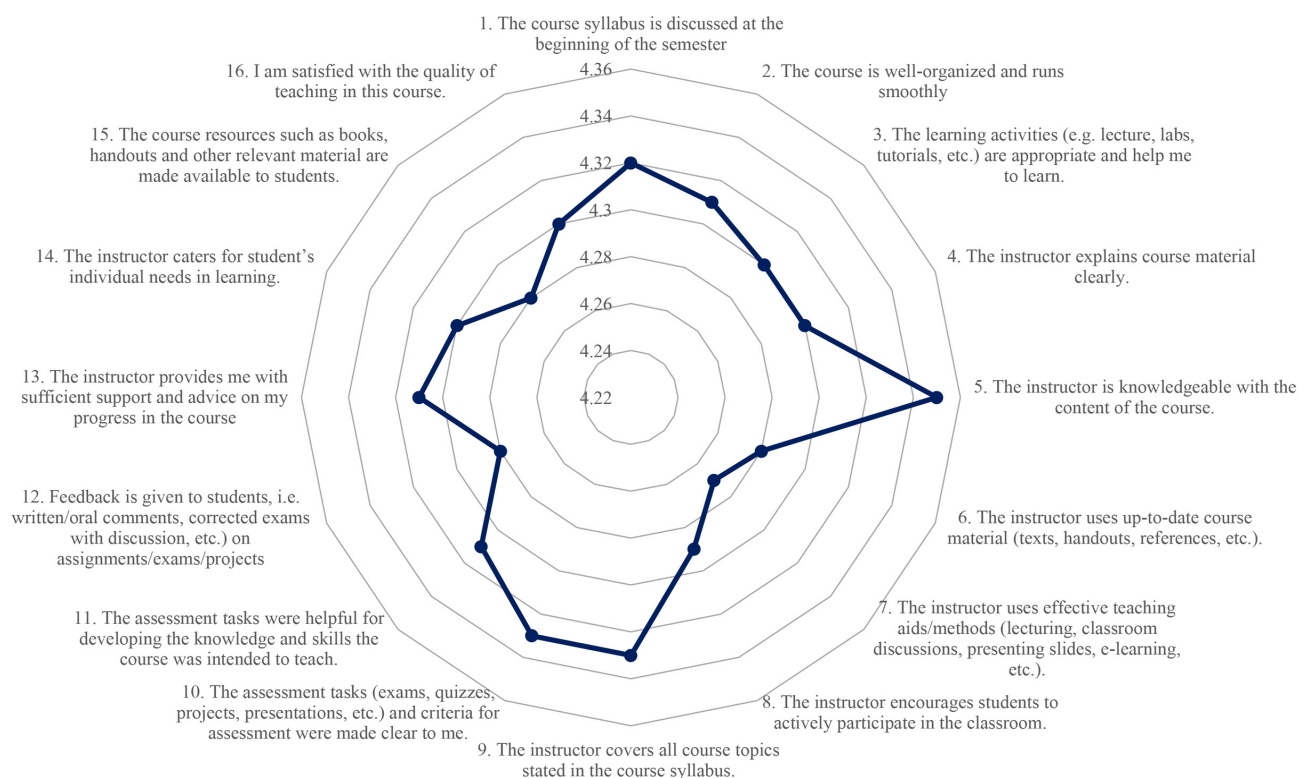 1. The course syllabus is discussed at the
beginning of the semester
2. The course is well-organized and runs
smoothly
3. The learning activities (e.g. lecture, labs,
tutorials, etc.) are appropriate and help me
to learn.
4. The instructor explains course material
clearly.
5. The instructor is knowledgeable with the
content of the course.
6. The instructor uses up-to-date course
material (texts, handouts, references, etc.).
7. The instructor uses effective teaching
aids/methods (lecturing, classroom
discussions, presenting slides, e-learning,
etc.).
8. The instructor encourages students to
actively participate in the classroom.
9. The instructor covers all course topics
stated in the course syllabus.
10. The assessment tasks (exams, quizzes,
projects, presentations, etc.) and criteria for
assessment were made clear to me.
11. The assessment tasks were helpful for
developing the knowledge and skills the
course was intended to teach.
12. Feedback is given to students, i.e.
written/oral comments, corrected exams
with discussion, etc.) on
assignments/exams/projects
13. The instructor provides me with
sufficient support and advice on my
progress in the course
14. The instructor caters for student’s
individual needs in learning.
15. The course resources such as books,
handouts and other relevant material are
made available to students.
16. I am satisfied with the quality of
teaching in this course.
4.36
4.34
4.32
4.3
4.28
4.26
4.24
4.22